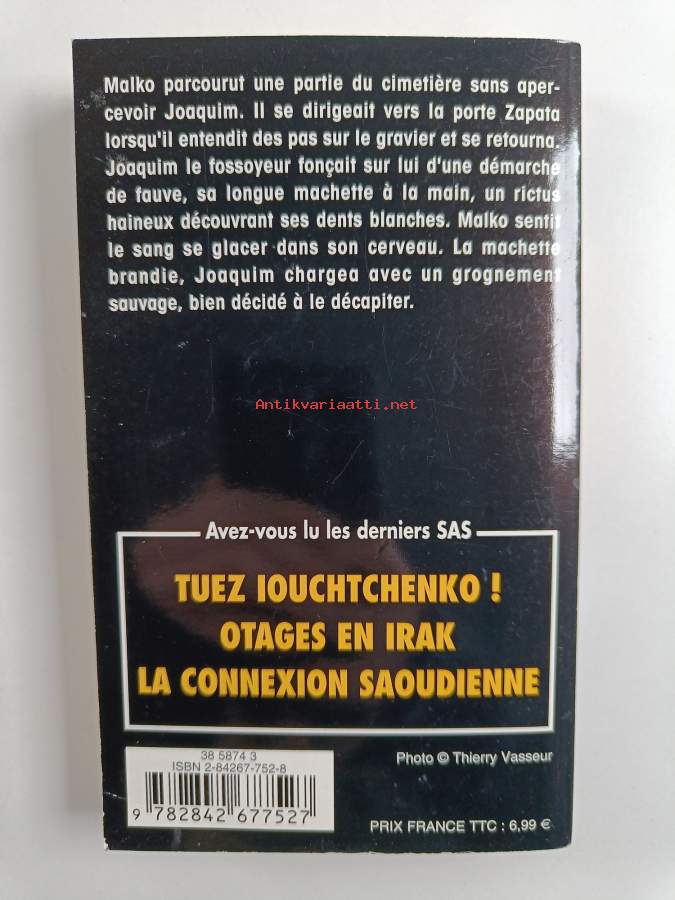 Malko parcourut une partie du cimetière sans aper-
cevoir Joaquim. Il se dirigeait vers la porte Zapata
lorsqu'il entendit des pas sur le gravier et se retourna.
Joaquim le fossoyeur fonçait sur lui d'une démarche
de fauve, sa longue machette à la main, un rictus
haineux découvrant ses dents blanches. Malko sentit
le sang se glacer dans son cerveau. La machette
brandie, Joaquim chargea avec un grognement
sauvage, bien décidé à le décapiter.
Antikvariaatti.net
Avez-vous lu les derniers SAS
TUEZ IOUCHTCHENKO !
OTAGES EN IRAK
LA CONNEXION SAOUDIENNE
38 5874 3
ISBN 2-84267-752-8
9 782842 677527
Photo © Thierry Vasseur
PRIX FRANCE TTC : 6,99 €